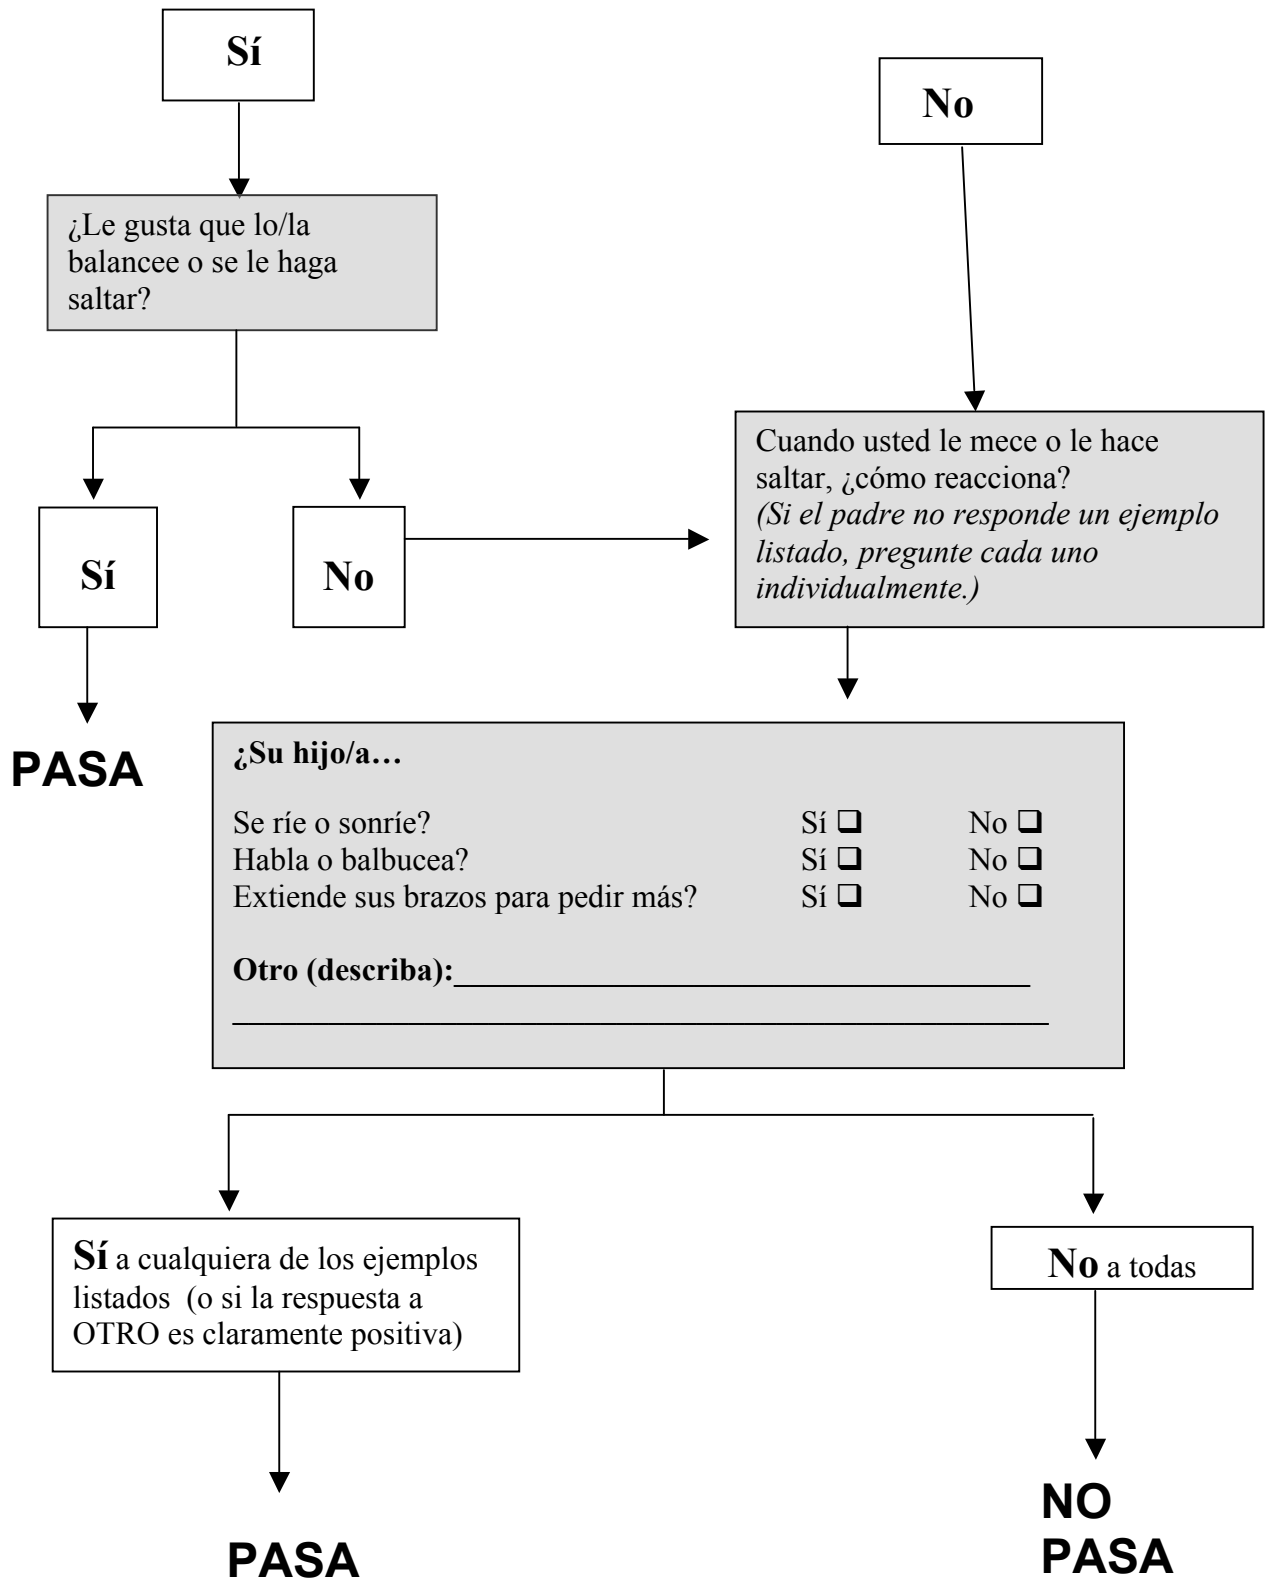 Sí
No
¿Le gusta que lo/la
balancee o se le haga
saltar?
Cuando usted le mece o le hace
saltar, ¿cómo reacciona?
(Si el padre no responde un ejemplo
listado, pregunte cada uno
individualmente.)
Sí
No
PASA
¿Su hijo/a…
Se ríe o sonríe? Sí ❑ No ❑
Habla o balbucea? Sí ❑ No ❑
Extiende sus brazos para pedir más? Sí ❑ No ❑
Otro (describa):
Sí a cualquiera de los ejemplos
listados (o si la respuesta a
OTRO es claramente positiva)
No a todas
PASA
NO
PASA